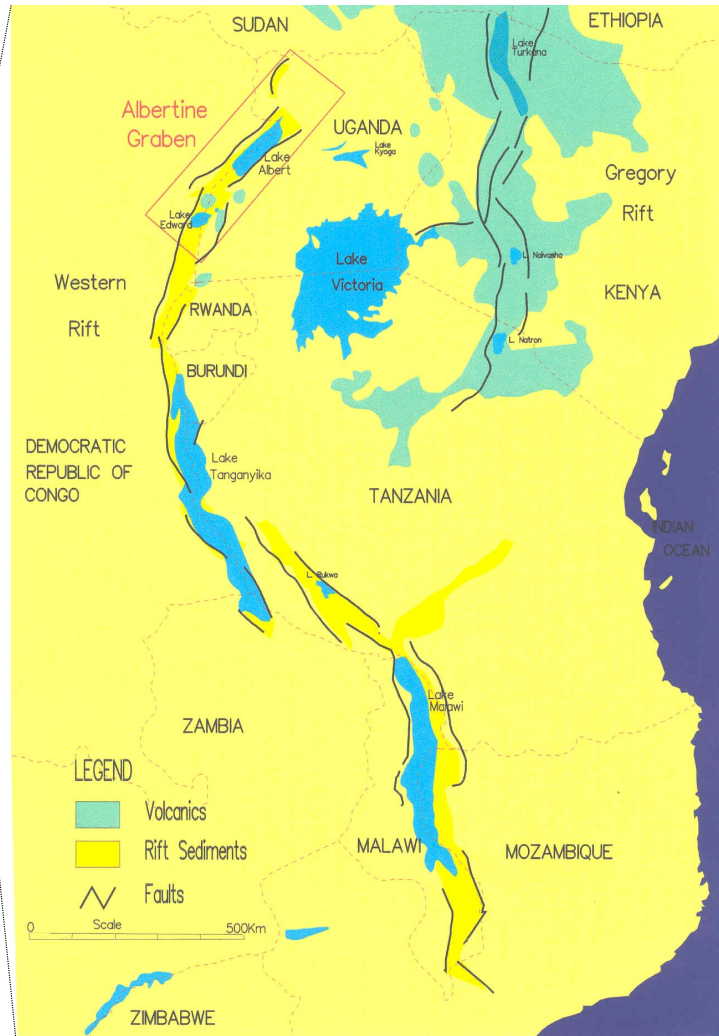 SUDAN
ETHIOPIA
Lake
Turkana
Albertine
Graben
UGANDA
Lake
Kyoga
Lake
Albert
Gregory
Rift
Lake
Edward
Lake
Victoria
L. Naivasha
Western
Rift
KENYA
RWANDA
L. Natron
BURUNDI
DEMOCRATIC
REPUBLIC OF
CONGO
Lake
Tanganyika
TANZANIA
INDIAN
OCEAN
L. Rukwa
Lake
Malawi
ZAMBIA
LEGEND
Volcanics
Rift Sediments
Faults
MALAWI
MOZAMBIQUE
0 Scale 500Km
ZIMBABWE